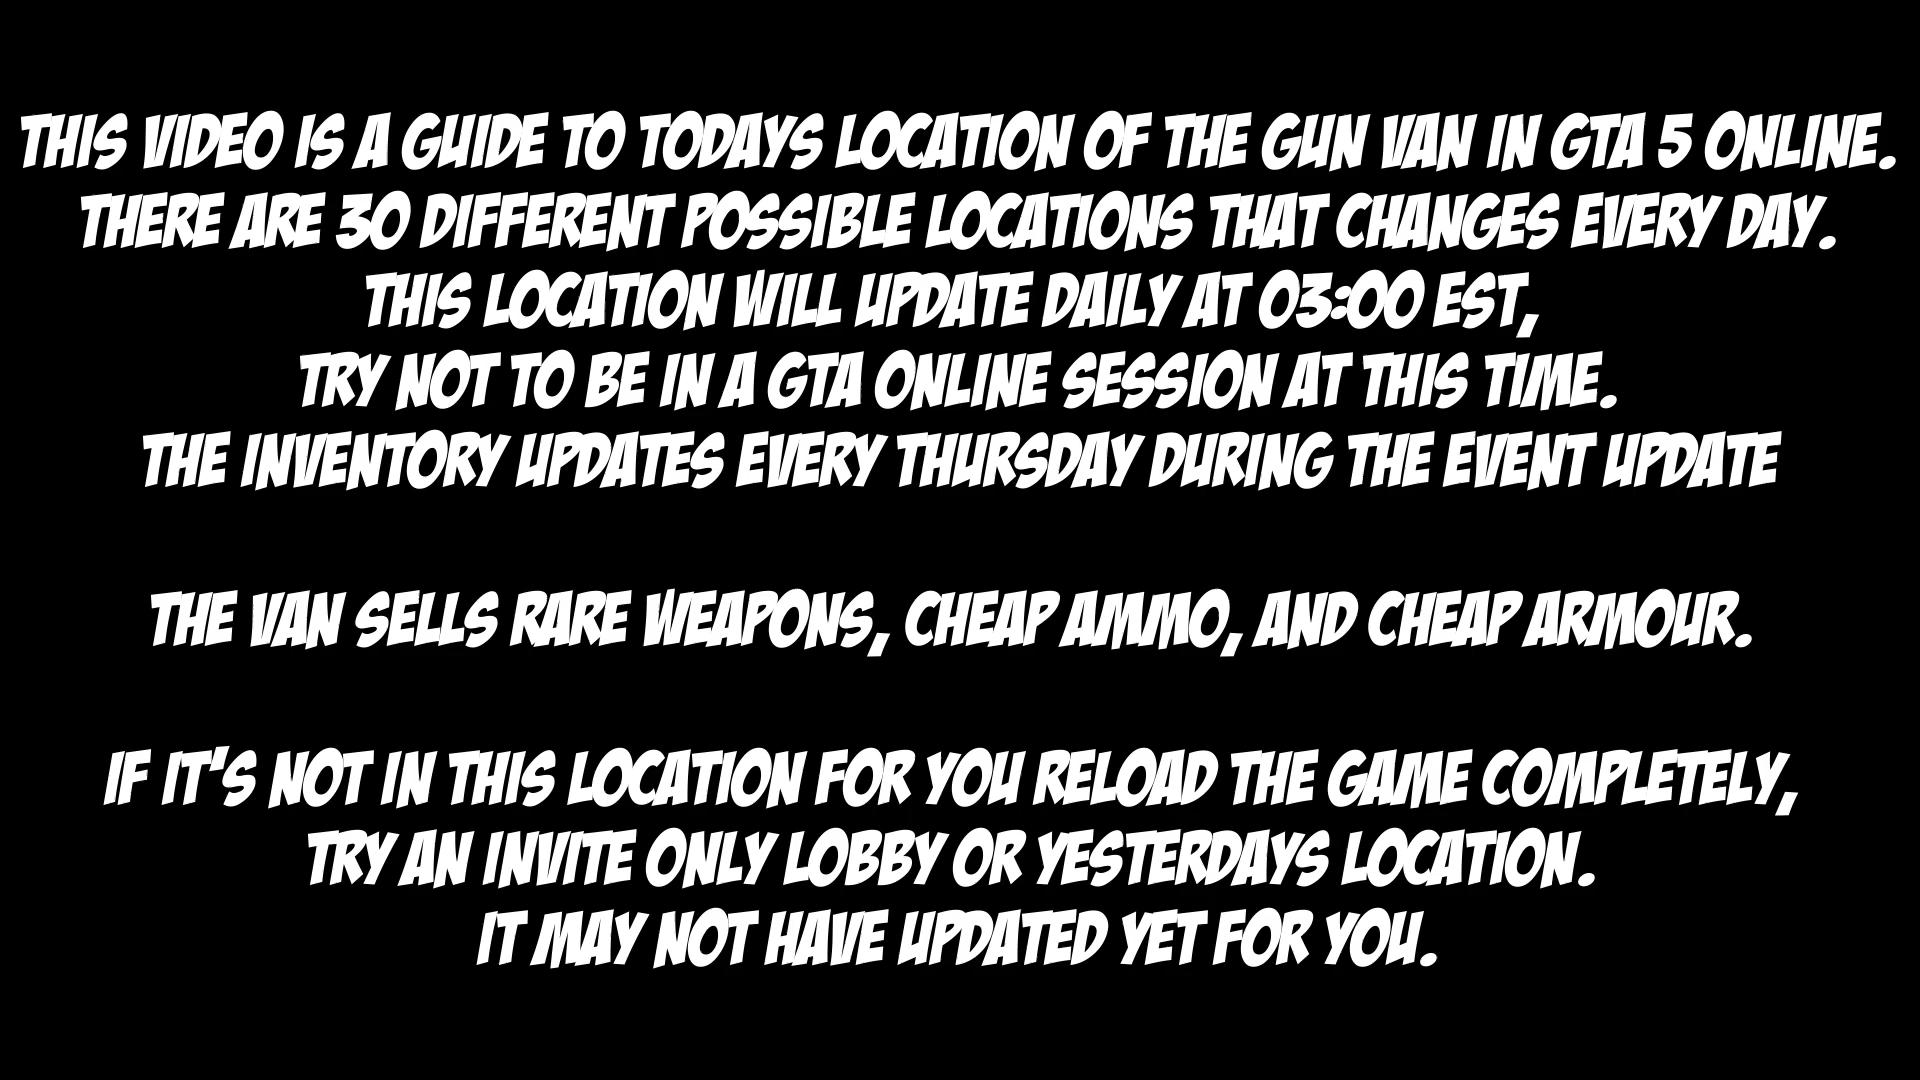 THIS VIDEO IS A GUIDE TO TODAYS LOCATION OF THE GUN VAN IN GTA 5 ONLINE.
THERE ARE 30 DIFFERENT POSSIBLE LOCATIONS THAT CHANGES EVERY DAY.
THIS LOCATION WILL UPDATE DAILY AT 03:00 EST,
TRY NOT TO BE IN A GTA ONLINE SESSION AT THIS TIME.
THE INVENTORY UPDATES EVERY THURSDAY DURING THE EVENT UPDATE
THE VAN SELLS RARE WEAPONS, CHEAP AMMO, AND CHEAP ARMOUR.
IF IT'S NOT IN THIS LOCATION FOR YOU RELOAD THE GAME COMPLETELY,
TRY AN INVITE ONLY LOBBY OR YESTERDAYS LOCATION.
IT MAY NOT HAVE UPDATED YET FOR YOU.